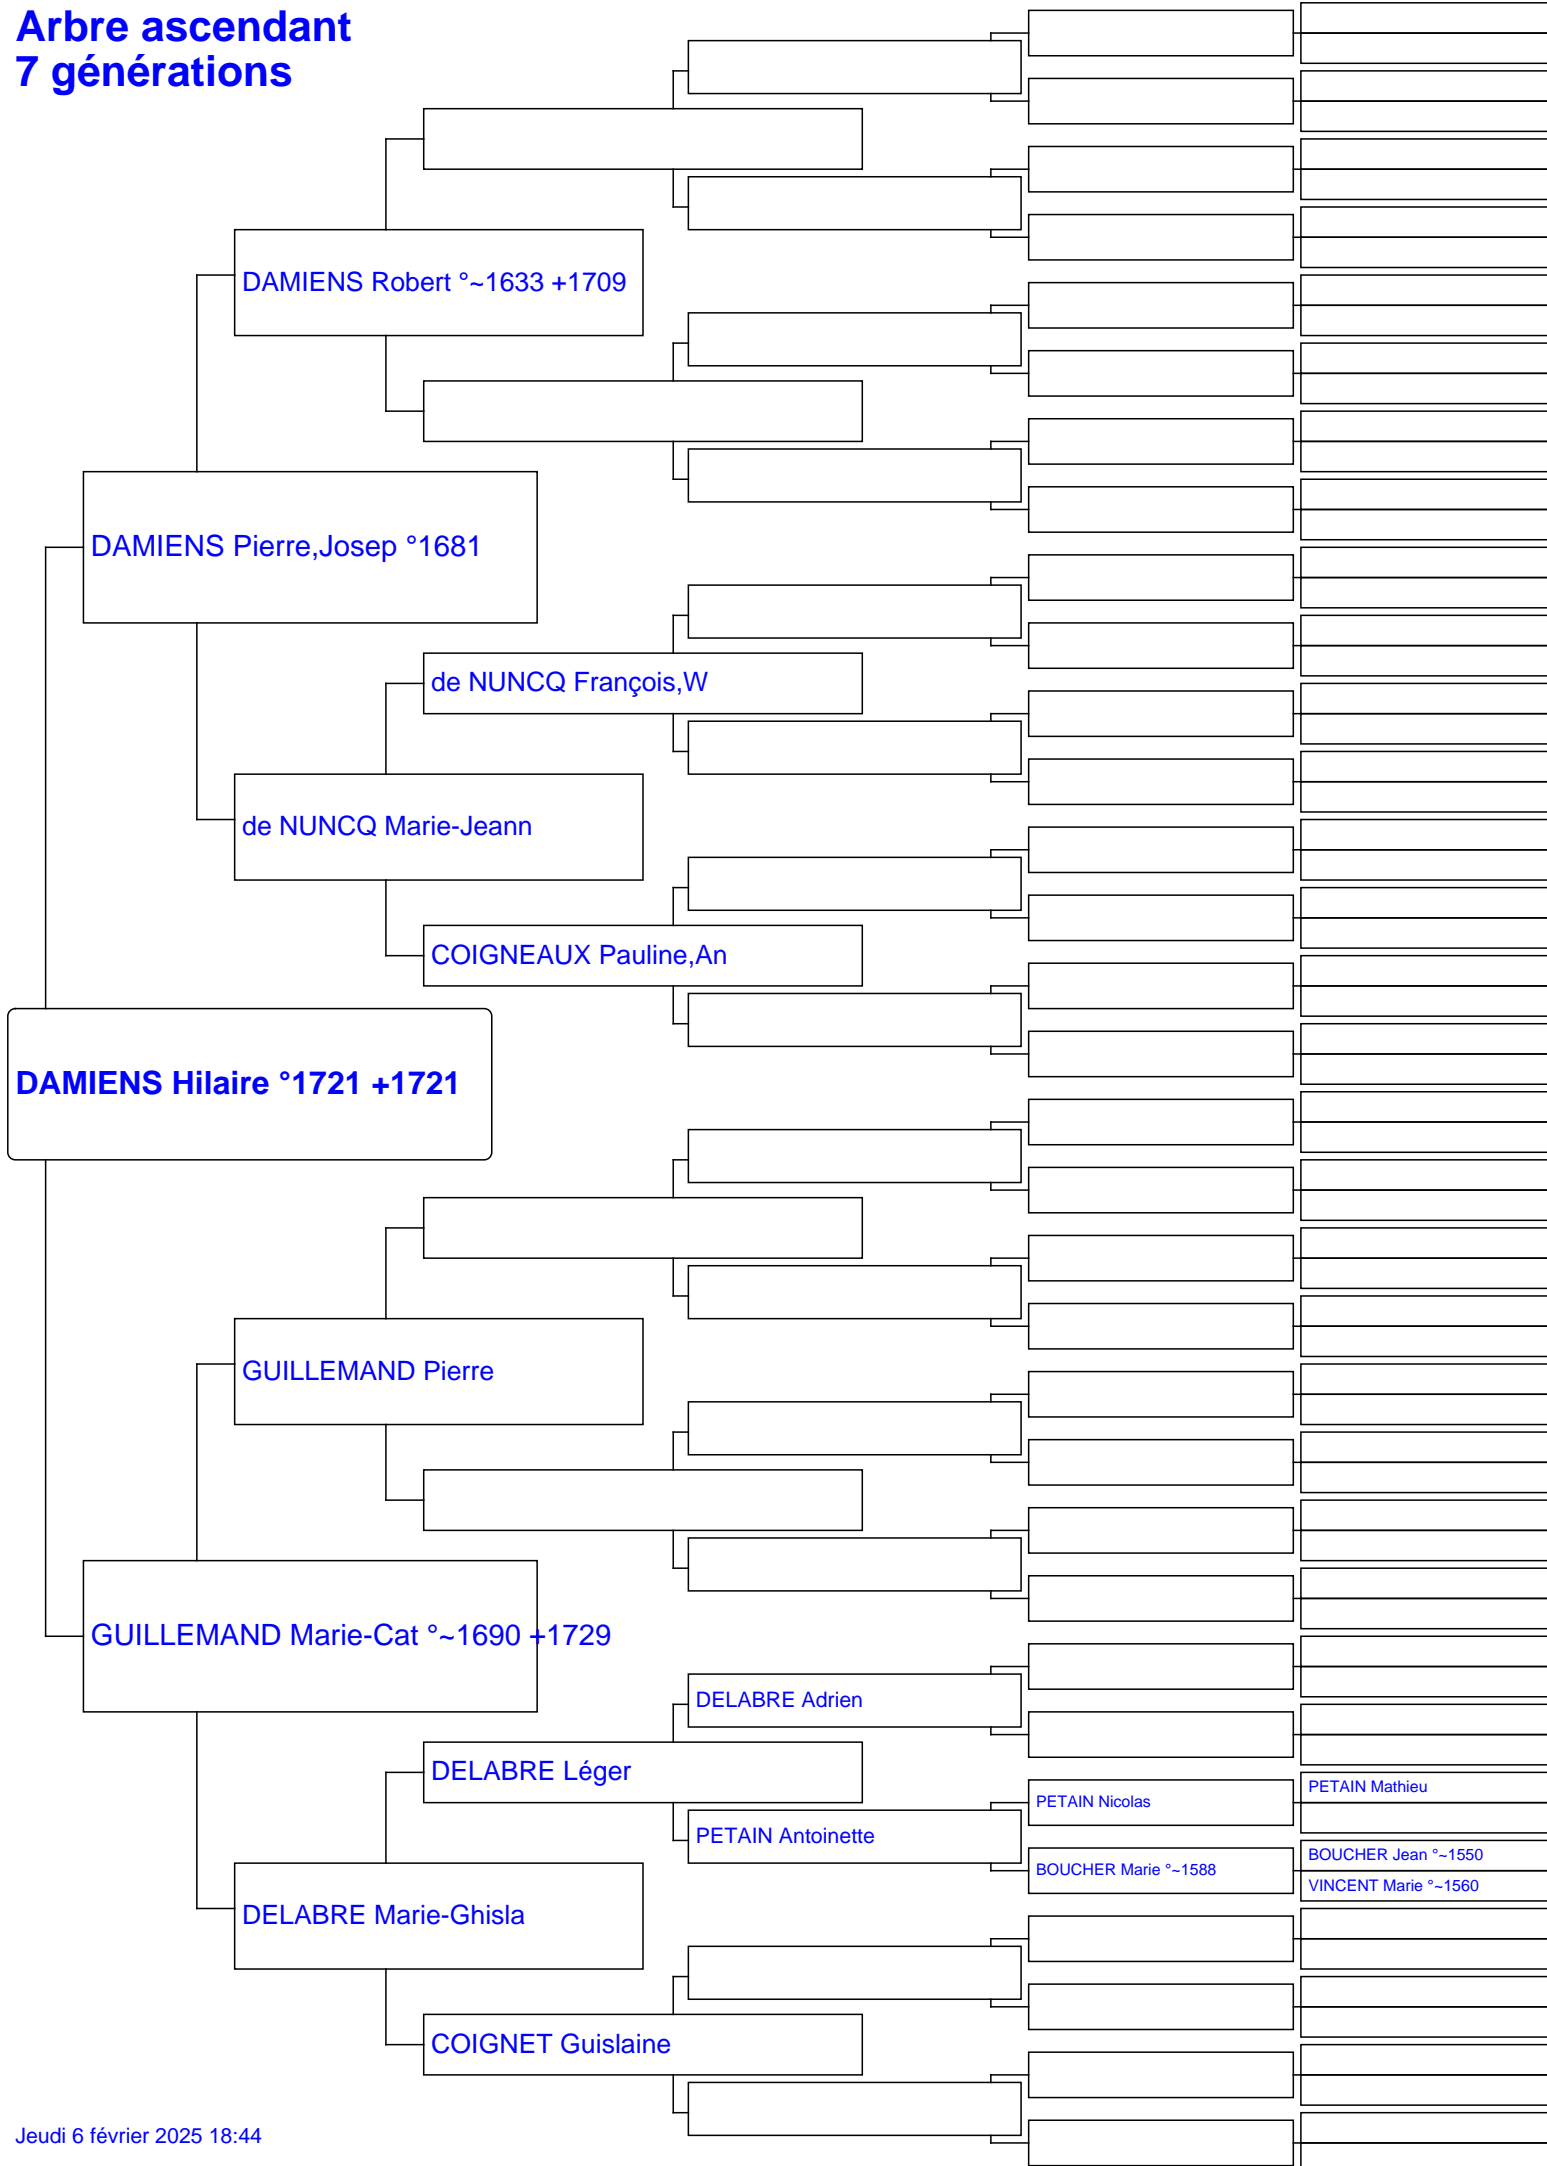 Arbre ascendant
7 générations
DAMIENS Robert °~1633 +1709
DAMIENS Pierre,Josep °1681
de NUNCQ François,W
de NUNCQ Marie-Jeann
COIGNEAUX Pauline,An
DAMIENS Hilaire °1721 +1721
GUILLEMAND Pierre
GUILLEMAND Marie-Cat °~1690 +1729
DELABRE Adrien
DELABRE Léger
PETAIN Mathieu
PETAIN Nicolas
PETAIN Antoinette
BOUCHER Jean °~1550
BOUCHER Marie °~1588
VINCENT Marie °~1560
DELABRE Marie-Ghisla
COIGNET Guislaine
Jeudi 6 février 2025 18:44